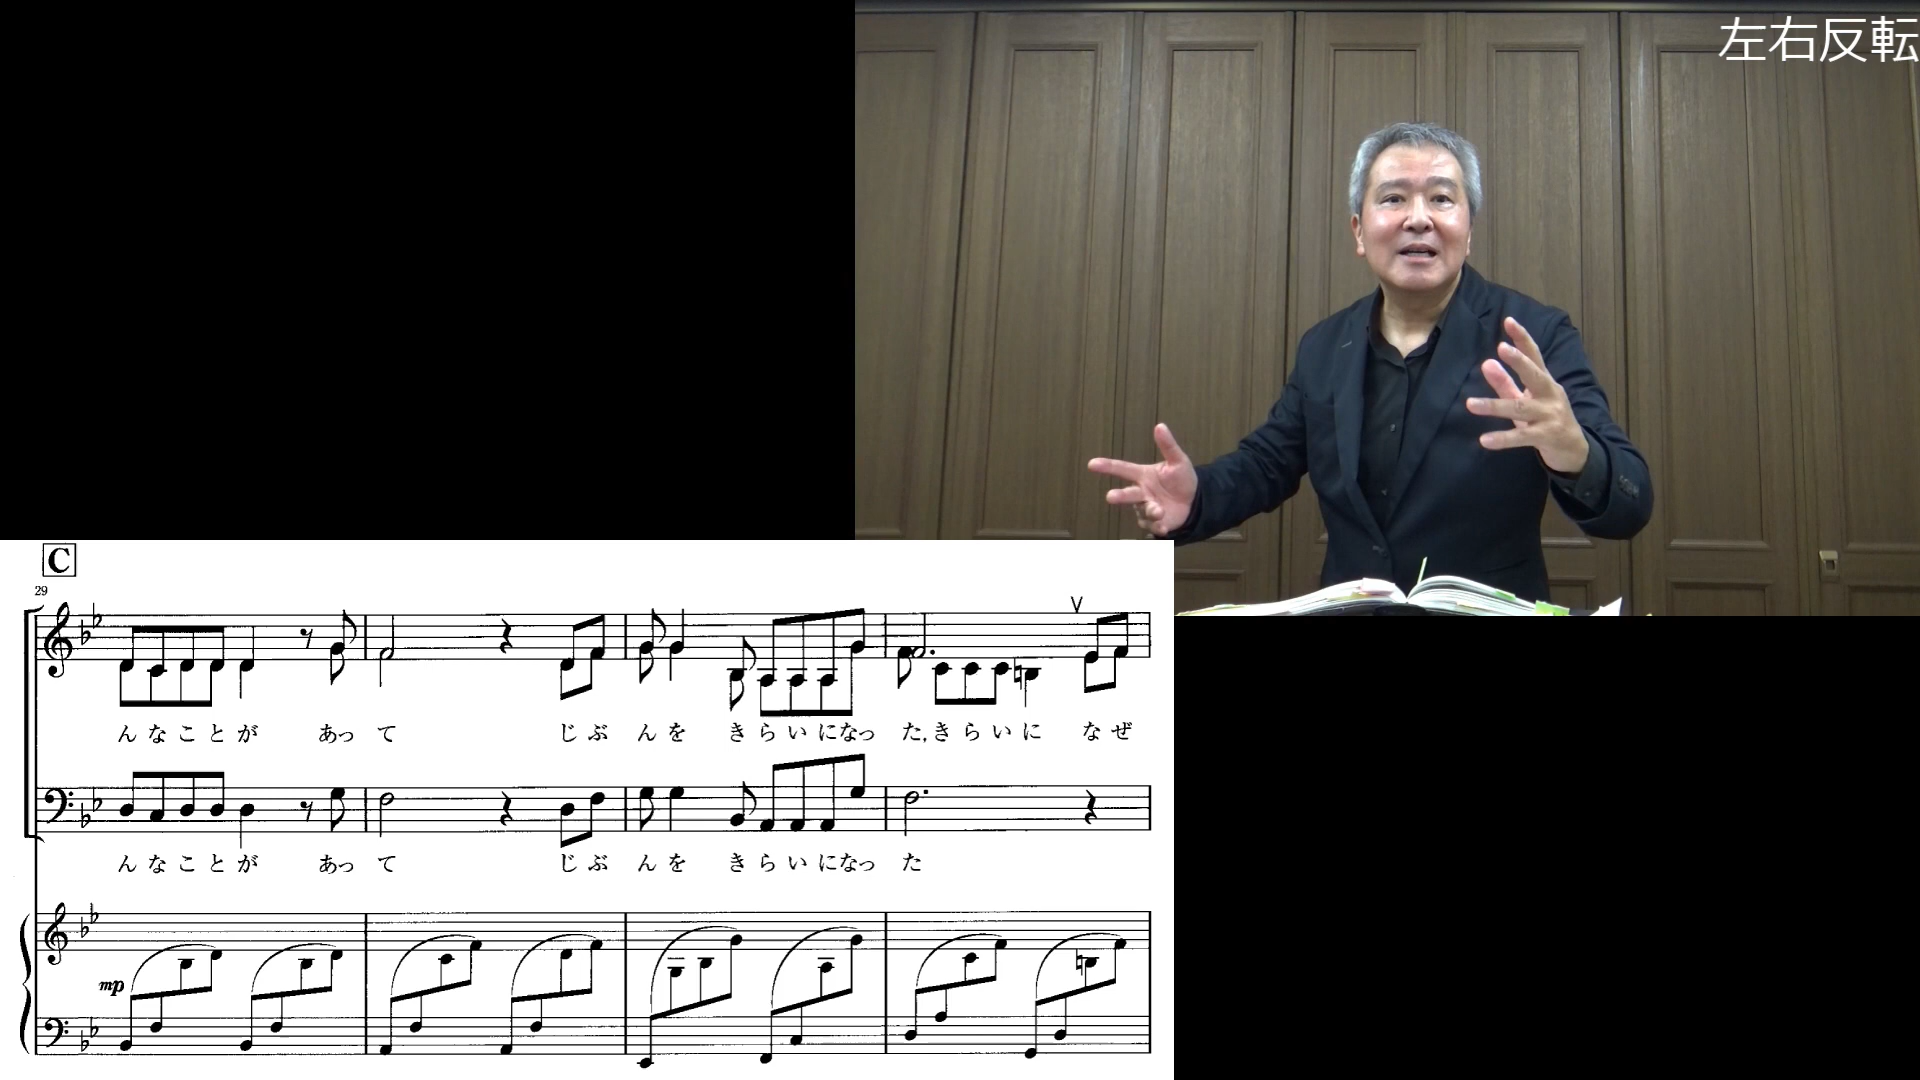 左右反転
C
29
んなことが あって じぶ んを きらいになっ た,きらいに なぜ
んなことが あって じぶ んを きらいになっ た
mp